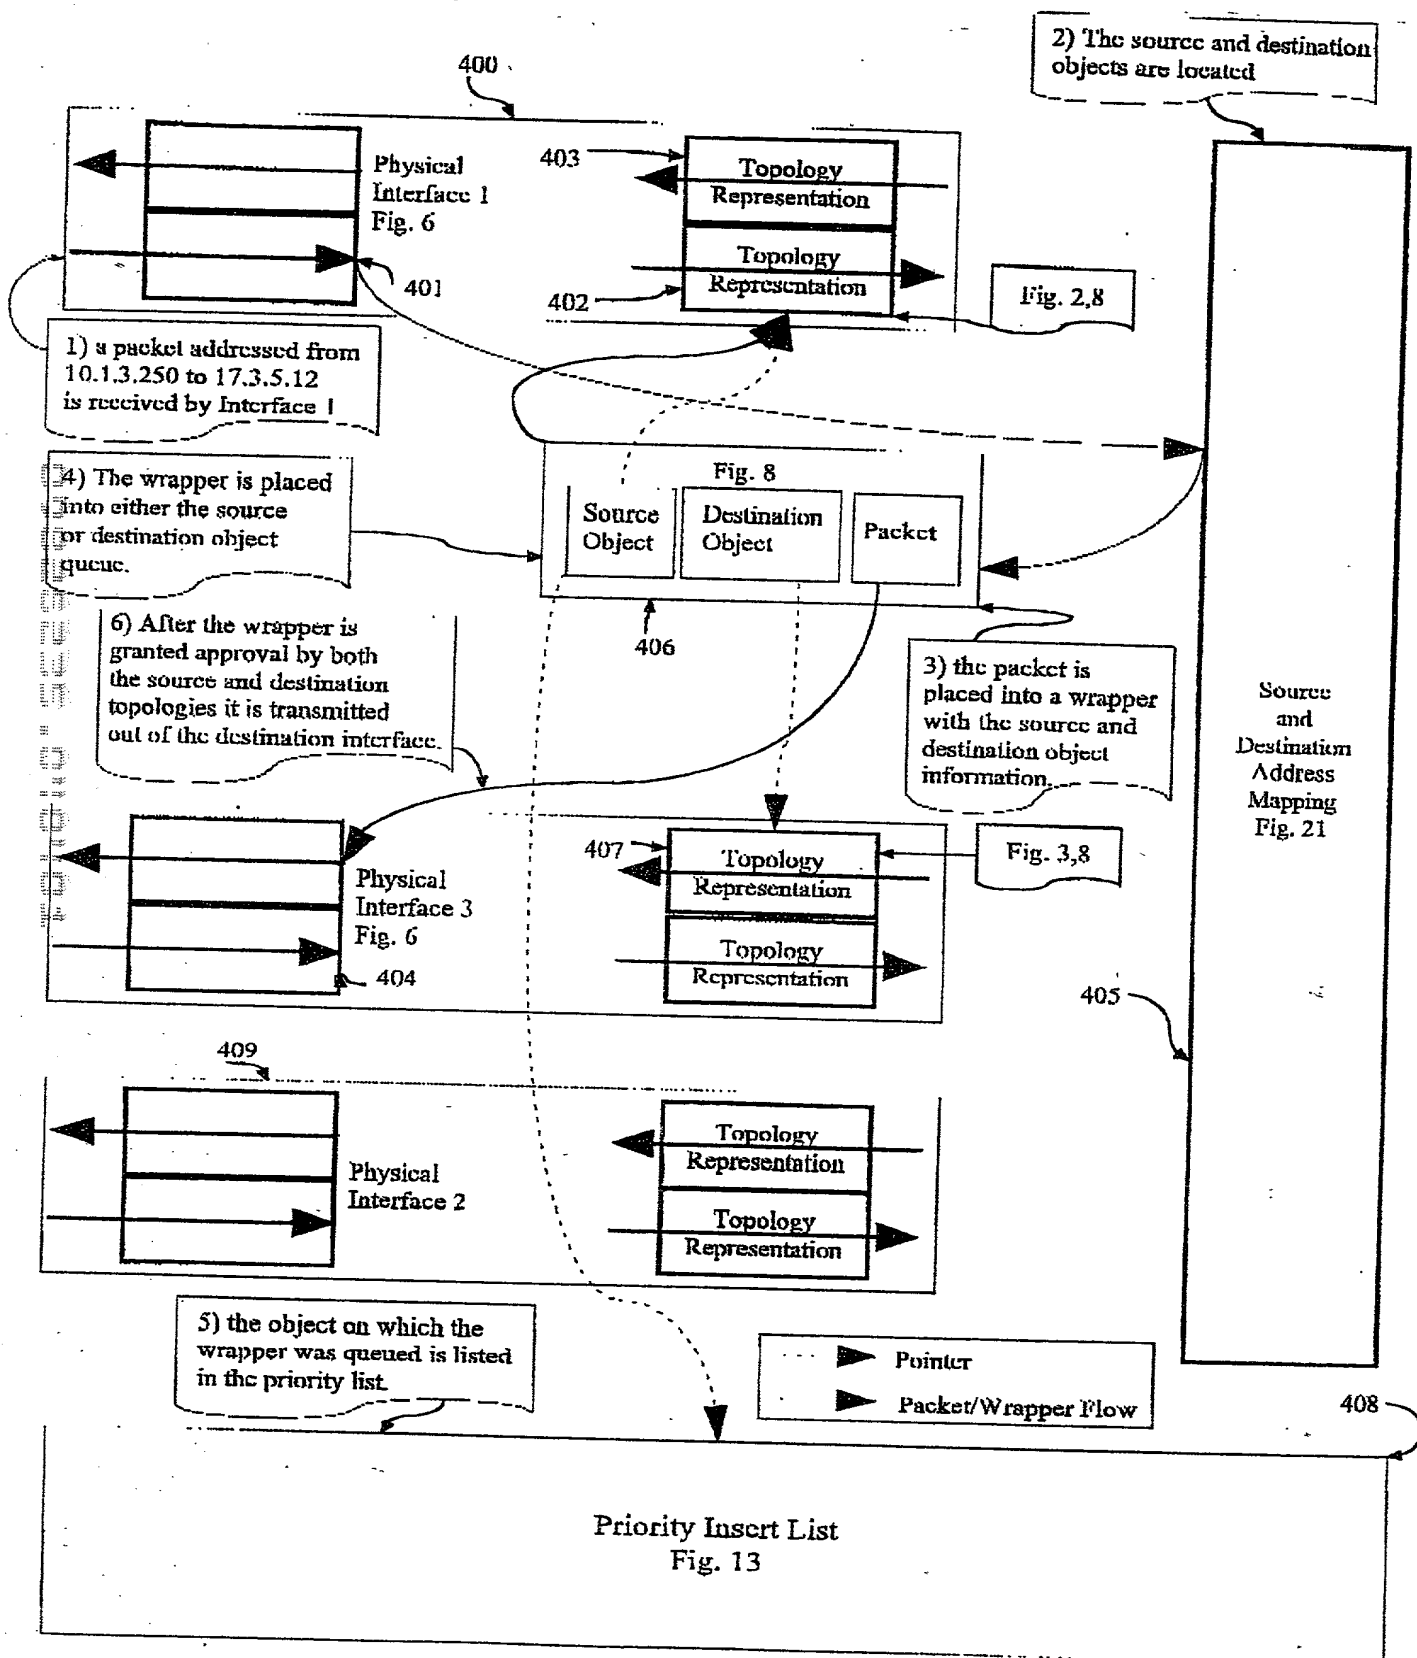 2) The source and destination
objects are located
400
Physical
Interface 1
Fig. 6
403
Topology
Representation
401
402
Topology
Representation
Fig. 2,8
1) a packet addressed from
10.1.3.250 to 17.3.5.12
is received by Interface 1
4) The wrapper is placed
into either the source
or destination object
queue.
Fig. 8
Source
Object
Destination
Object
Packet
406
6) After the wrapper is
granted approval by both
the source and destination
topologies it is transmitted
out of the destination interface.
3) the packet is
placed into a wrapper
with the source and
destination object
information.
Source
and
Destination
Address
Mapping
Fig. 21
407
Topology
Representation
Fig. 3,8
Physical
Interface 3
Fig. 6
404
Topology
Representation
405
409
Physical
Interface 2
Topology
Representation
Topology
Representation
5) the object on which the
wrapper was queued is listed
in the priority list.
Pointer
Packet/Wrapper Flow
408
Priority Insert List
Fig. 13